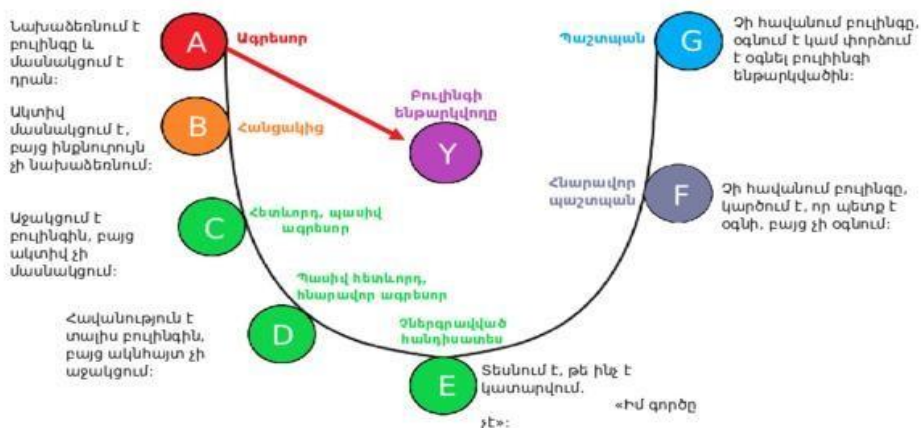 Նախաձեռնում է
բուլինգը և
մասնակցում է
դրան:
A
Ագրեսոր
Ակտիվ
մասնակցում է,
բայց ինքնուրույն
չի նախաձեռնում:
B
Հանցակից
Աջակցում է
բուլինգին, բայց
ակտիվ չի
մասնակցում:
C
Հետևորդ, պասիվ
ագրեսոր
Հավանություն է
տալիս բուլինգին,
բայց ակնհայտ չի
աջակցում:
D
Պասիվ հետևորդ,
հնարավոր ագրեսոր
Չներգրավված
հանդիսատես
E
Տեսնում է, թե ինչ է
կատարվում.
«Իմ գործը
չէ»:
Բուլինգի
ենթարկվողը
Y
Հնարավոր
պաշտպան
F
Չի հավանում բուլինգը,
կարծում է, որ պետք է
օգնի, բայց չի օգնում:
Պաշտպան
G
Չի հավանում բուլինգը,
օգնում է կամ փորձում
է օգնել բուլիինգի
ենթարկվածին: